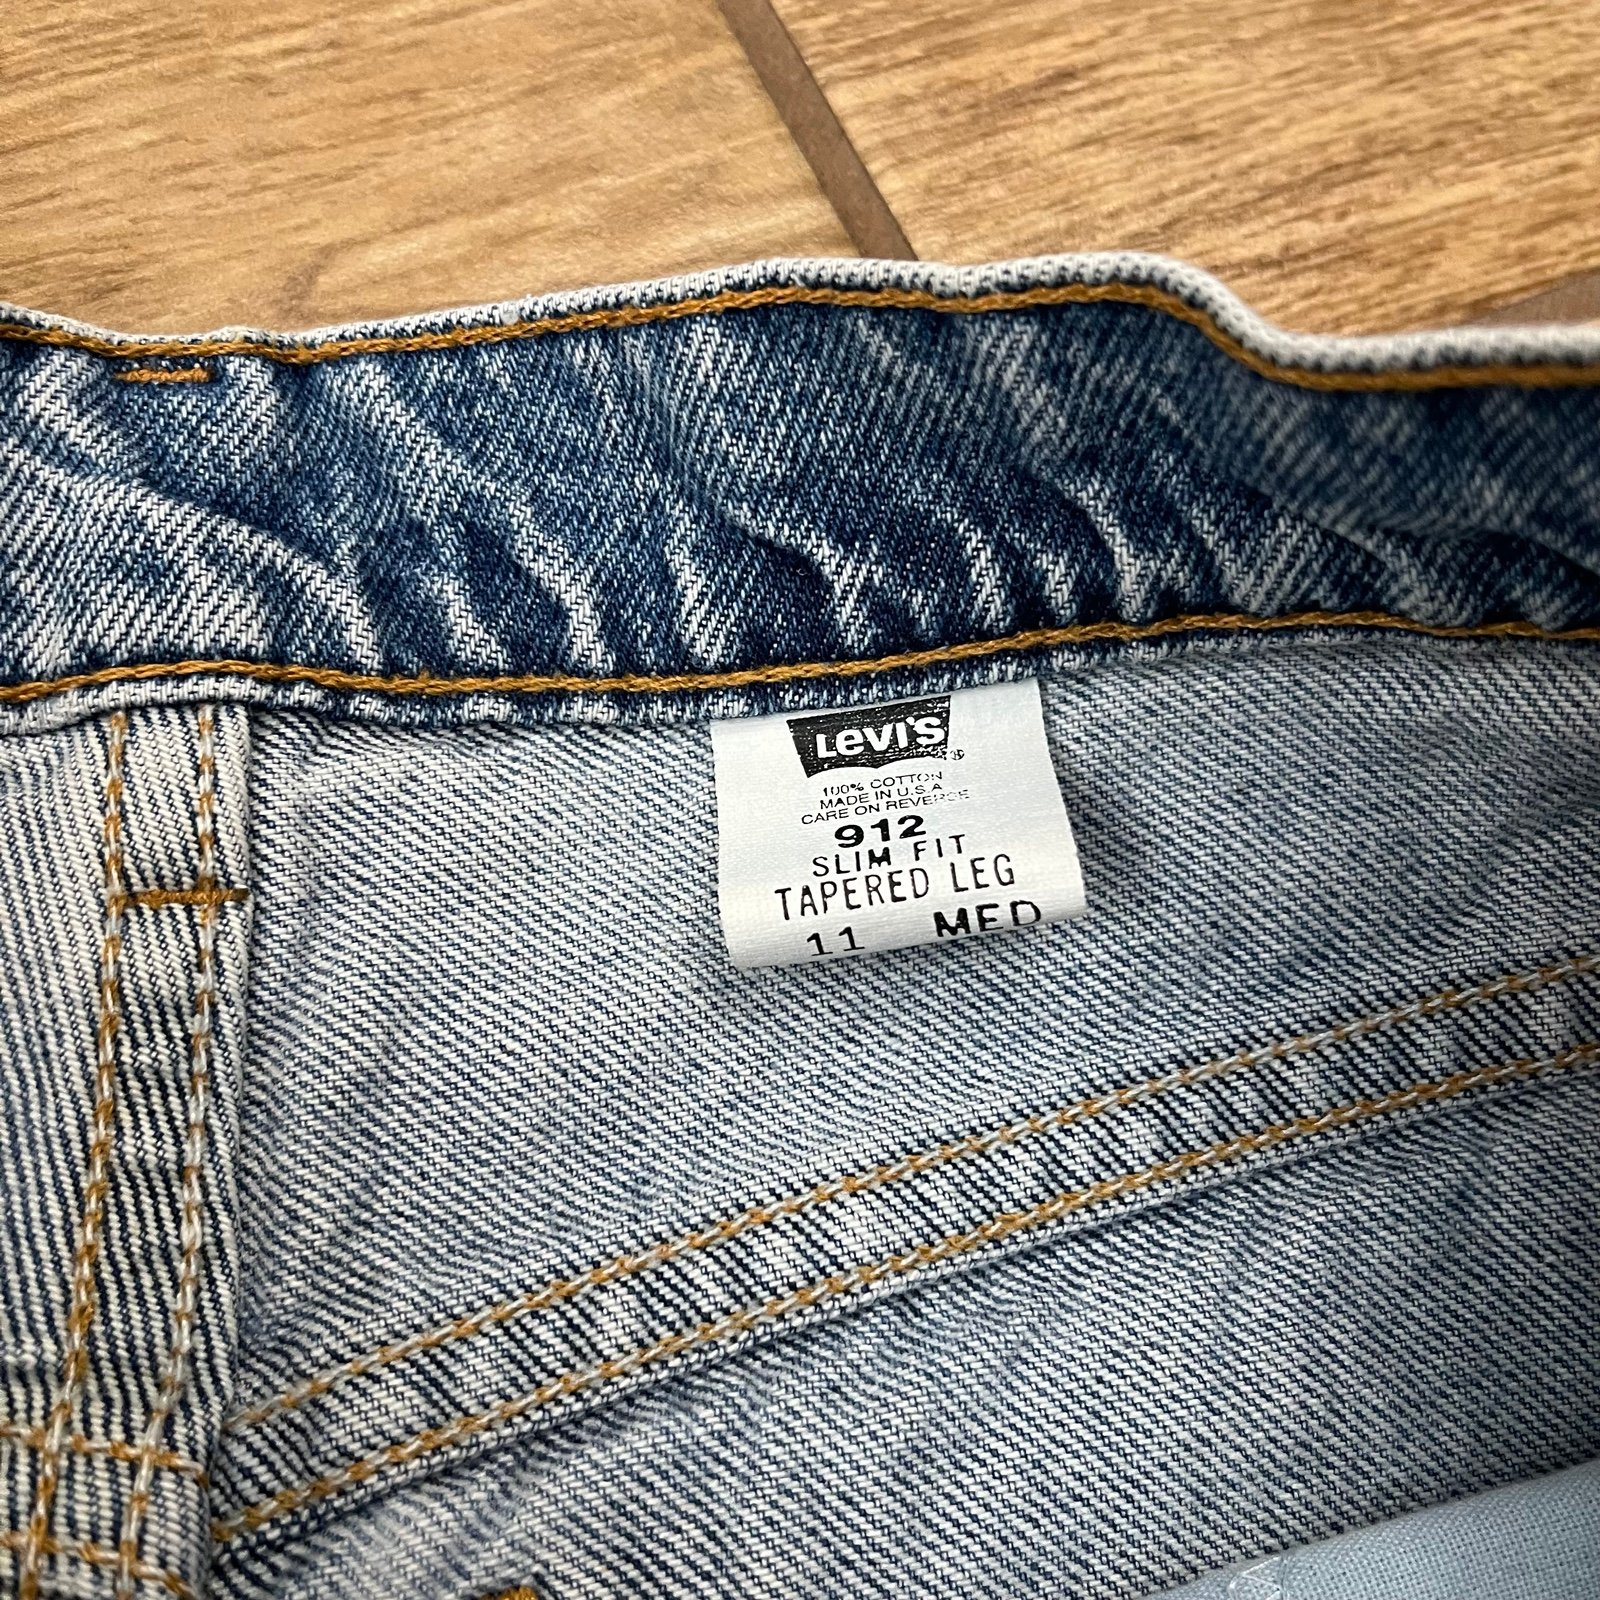 Levi's®
100% COTTON
MADE IN U.S.A
CARE ON REVERSE
912
SLIM FIT
TAPERED LEG
11 MED